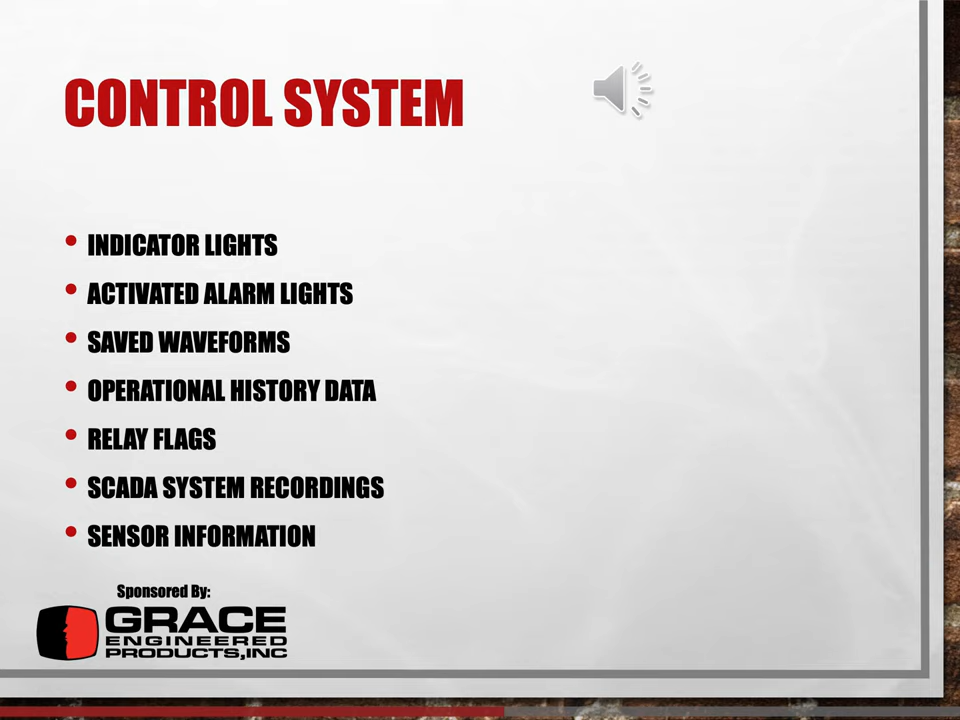 CONTROL SYSTEM
• INDICATOR LIGHTS
• ACTIVATED ALARM LIGHTS
• SAVED WAVEFORMS
• OPERATIONAL HISTORY DATA
• RELAY FLAGS
• SCADA SYSTEM RECORDINGS
• SENSOR INFORMATION
Sponsored By:
GRACE
ENGINEERED
PRODUCTS,INC